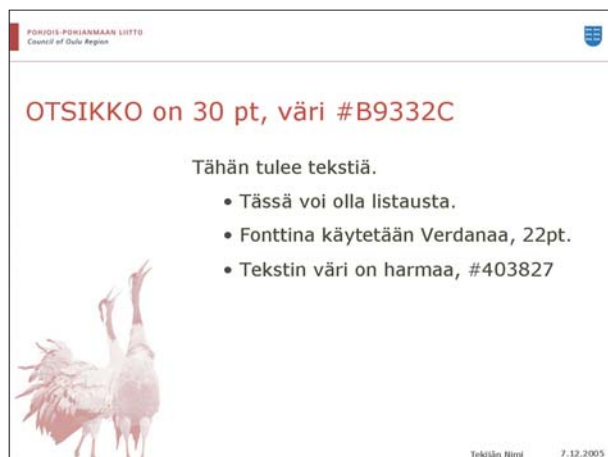 POHJOIS-POHJANMAAN LIITTO
Council of Oulu Region
OTSIKKO on 30 pt, väri #B9332C
Tähän tulee tekstiä.
• Tässä voi olla listausta.
• Fonttina käytetään Verdanaa, 22pt.
• Tekstin väri on harmaa, #403827
Tekijän Nimi 7.12.2005